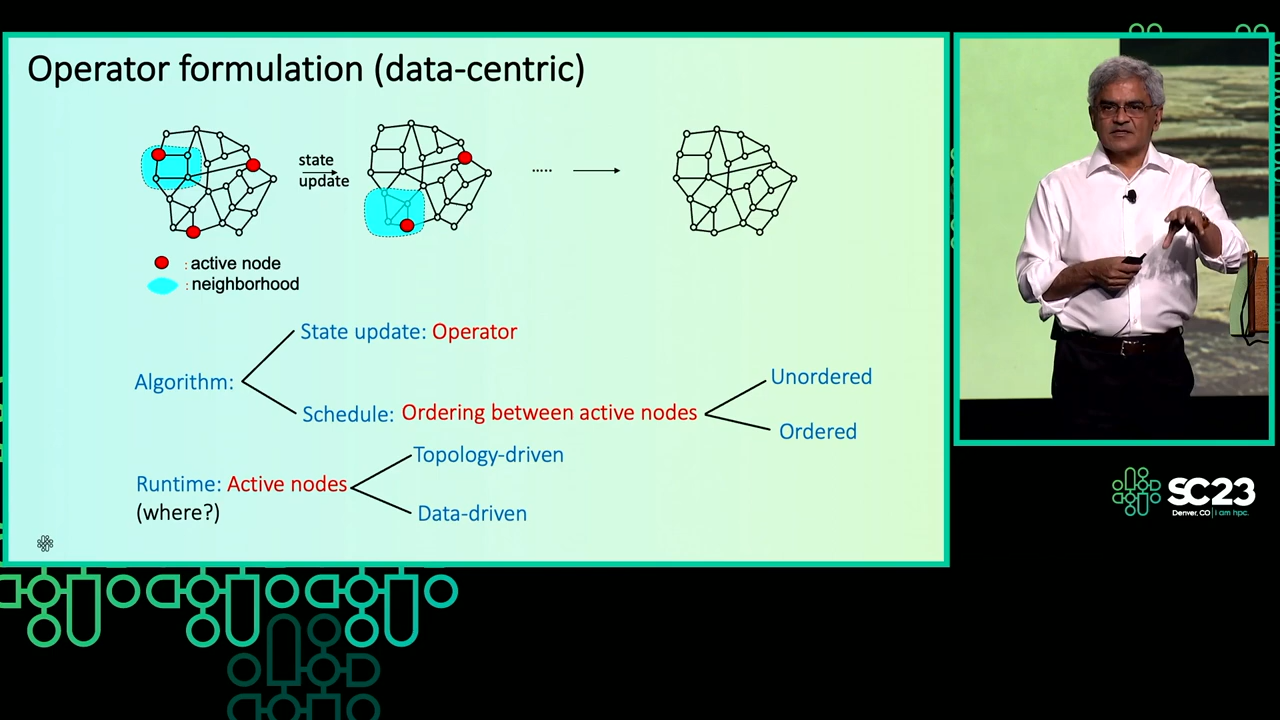 Operator formulation (data-centric)
state
update
.....
: active node
: neighborhood
State update: Operator
Algorithm:
Unordered
Schedule: Ordering between active nodes
Ordered
Topology-driven
Runtime: Active nodes
(where?)
Data-driven
SC23
Denver, CO | I am hpc.